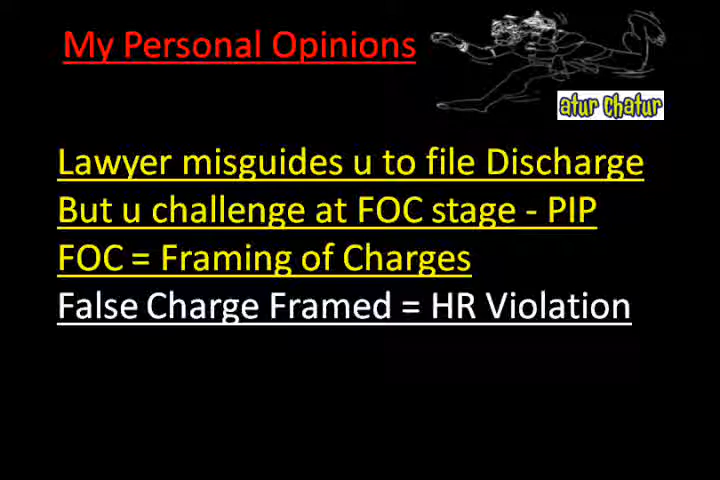 My Personal Opinions
atur chatur
Lawyer misguides u to file Discharge
But u challenge at FOC stage - PIP
FOC = Framing of Charges
False Charge Framed = HR Violation